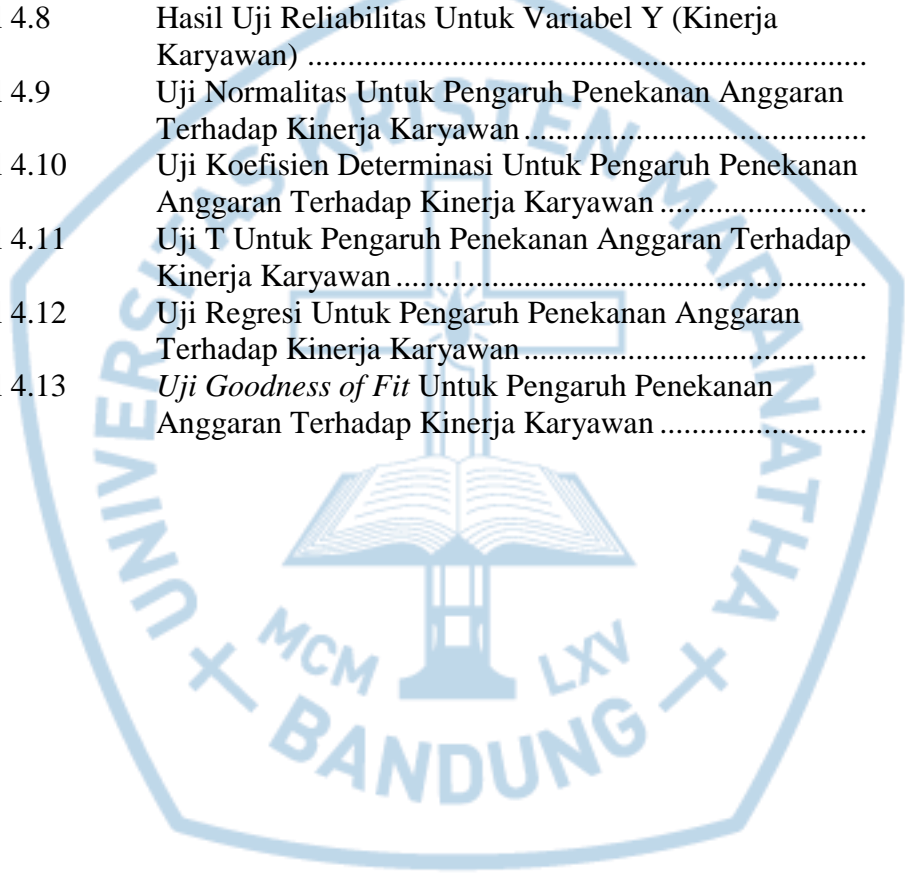 l 4.8 Hasil Uji Reliabilitas Untuk Variabel Y (Kinerja
Karyawan) ................................................................
l 4.9 Uji Normalitas Untuk Pengaruh Penekanan Anggaran
Terhadap Kinerja Karyawan .......................................
l 4.10 Uji Koefisien Determinasi Untuk Pengaruh Penekanan
Anggaran Terhadap Kinerja Karyawan ........................
l 4.11 Uji T Untuk Pengaruh Penekanan Anggaran Terhadap
Kinerja Karyawan ......................................................
l 4.12 Uji Regresi Untuk Pengaruh Penekanan Anggaran
Terhadap Kinerja Karyawan .......................................
l 4.13 Uji Goodness of Fit Untuk Pengaruh Penekanan
Anggaran Terhadap Kinerja Karyawan ........................
UNIVERSITAS KRISTEN MARANATHA
MCM LXV
BANDUNG